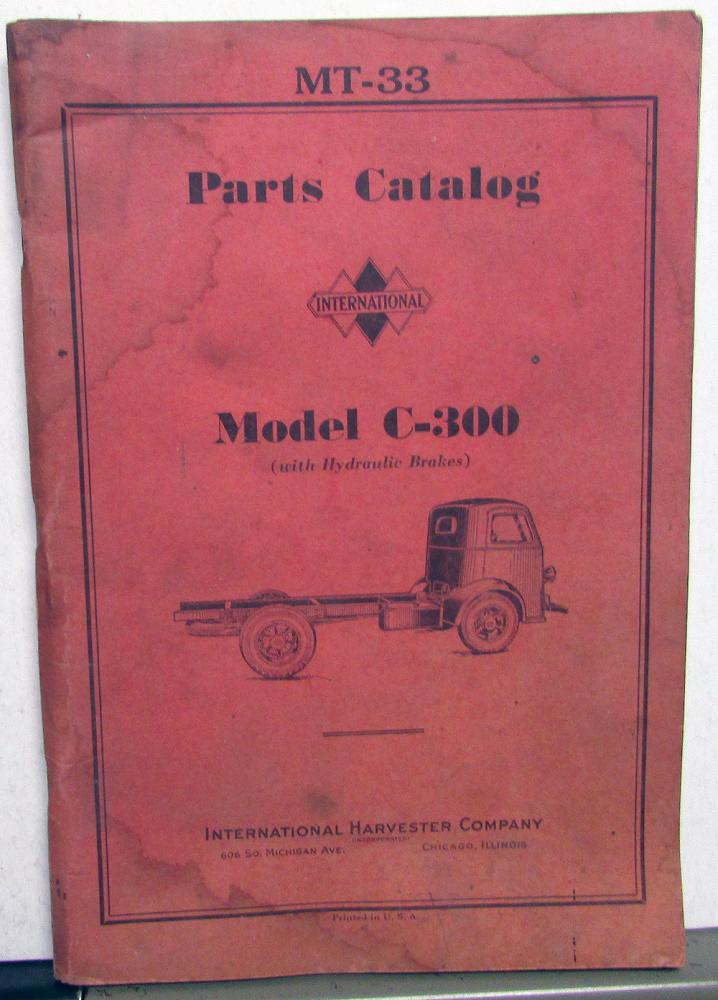 MT-33
Parts Catalog
INTERNATIONAL
Model C-300
(with Hydraulic Brakes)
INTERNATIONAL HARVESTER COMPANY
(INCORPORATED)
606 So. MICHIGAN AVE. CHICAGO, ILLINOIS
Printed in U. S. A.